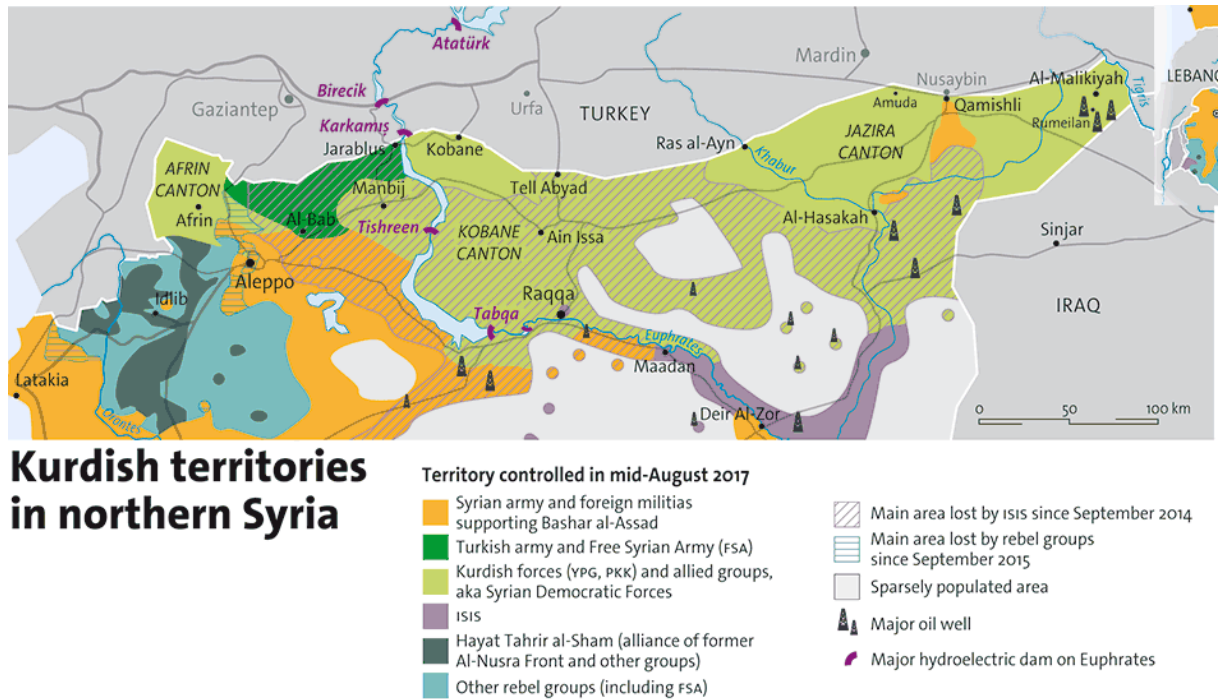 Atatürk
Mardin
Birecik
Gaziantep
Urfa
TURKEY
Nusaybin
Al-Malikiyah
Tigris
Karkamış
Amuda
Qamishli
Rumeilan
Jarablus
Kobane
Ras al-Ayn
Khabut
JAZIRA
CANTON
AFRIN
CANTON
Afrin
Manbij
Tell Abyad
Al-Bab
Tishreen
KOBANE
CANTON
Ain Issa
Al-Hasakah
Sinjar
Aleppo
Idlib
Raqqa
Tabqa
Euphrates
IRAQ
Maadan
Latakia
Orontes
Deir Al-Zor
0 50 100 km
Kurdish territories
in northern Syria
Territory controlled in mid-August 2017
Syrian army and foreign militias
supporting Bashar al-Assad
Turkish army and Free Syrian Army (FSA)
Kurdish forces (YPG, PKK) and allied groups,
aka Syrian Democratic Forces
ISIS
Hayat Tahrir al-Sham (alliance of former
Al-Nusra Front and other groups)
Other rebel groups (including FSA)
Main area lost by ISIS since September 2014
Main area lost by rebel groups
since September 2015
Sparsely populated area
Major oil well
Major hydroelectric dam on Euphrates